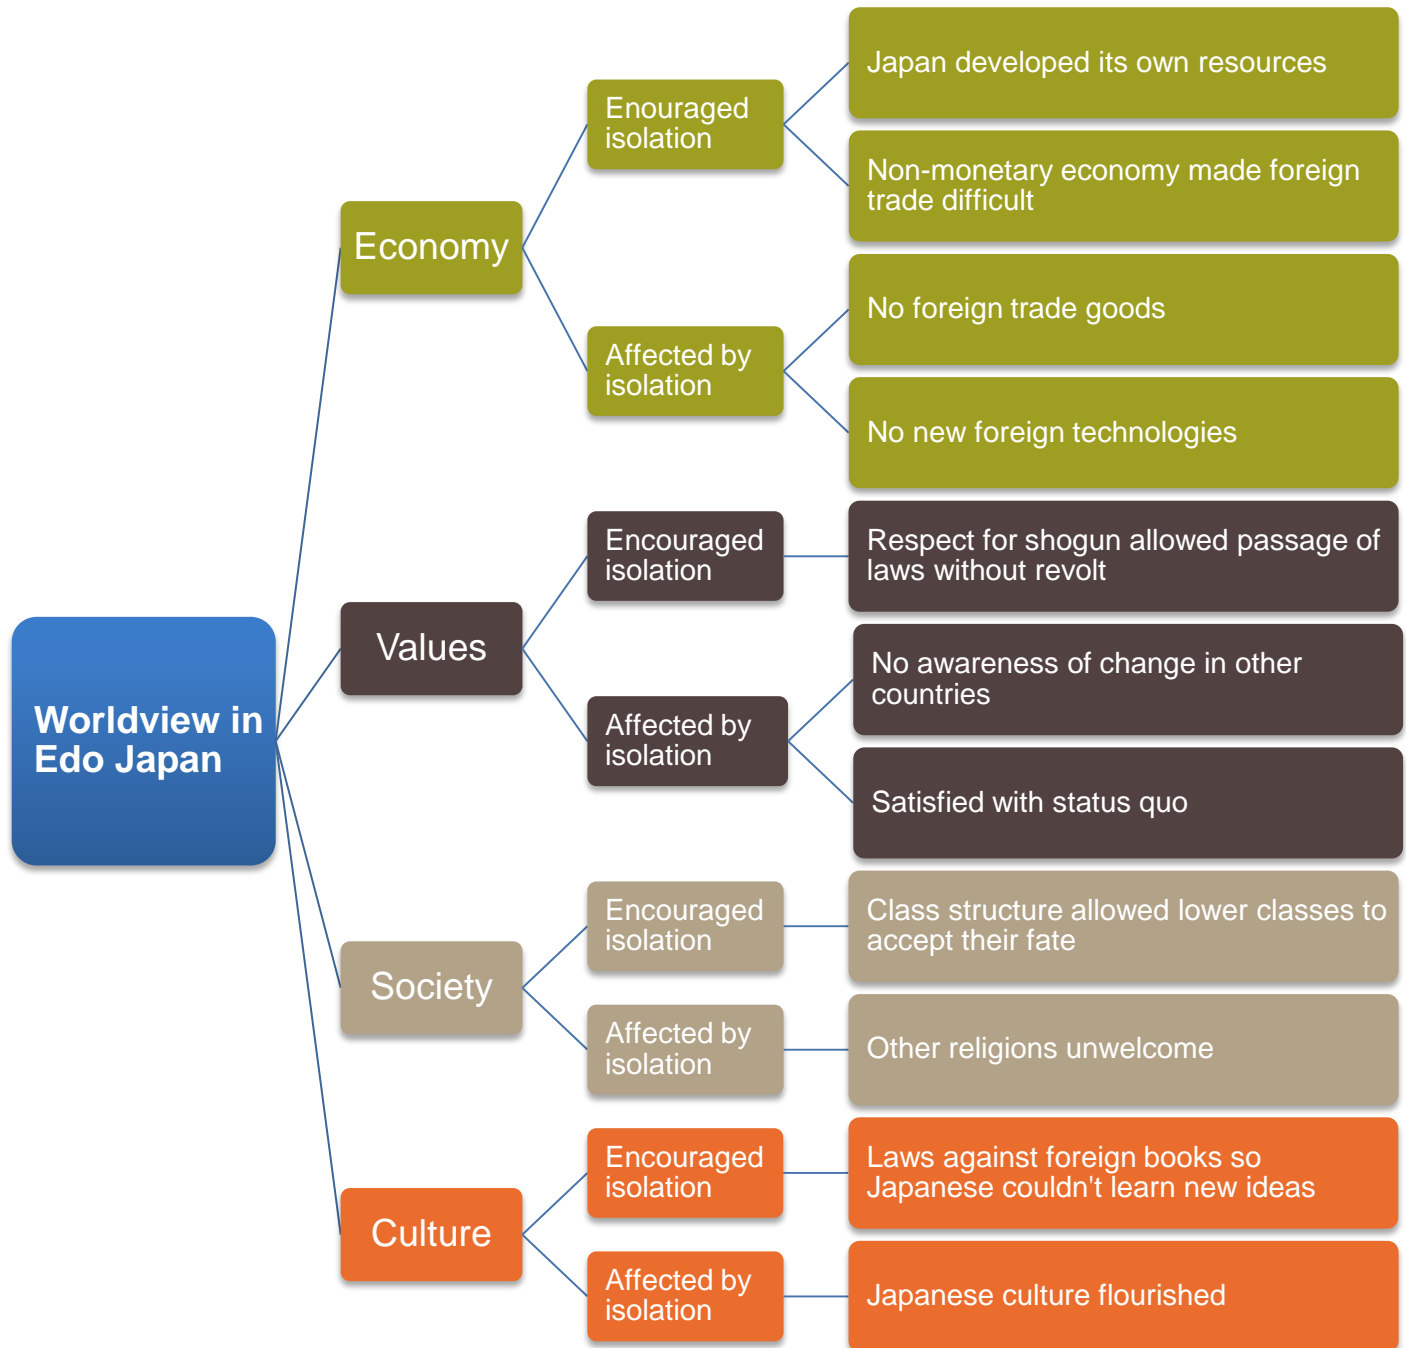 Worldview in
Edo Japan
Economy
Enouraged
isolation
Japan developed its own resources
Non-monetary economy made foreign
trade difficult
Affected by
isolation
No foreign trade goods
No new foreign technologies
Values
Encouraged
isolation
Respect for shogun allowed passage of
laws without revolt
Affected by
isolation
No awareness of change in other
countries
Satisfied with status quo
Society
Encouraged
isolation
Class structure allowed lower classes to
accept their fate
Affected by
isolation
Other religions unwelcome
Culture
Encouraged
isolation
Laws against foreign books so
Japanese couldn't learn new ideas
Affected by
isolation
Japanese culture flourished